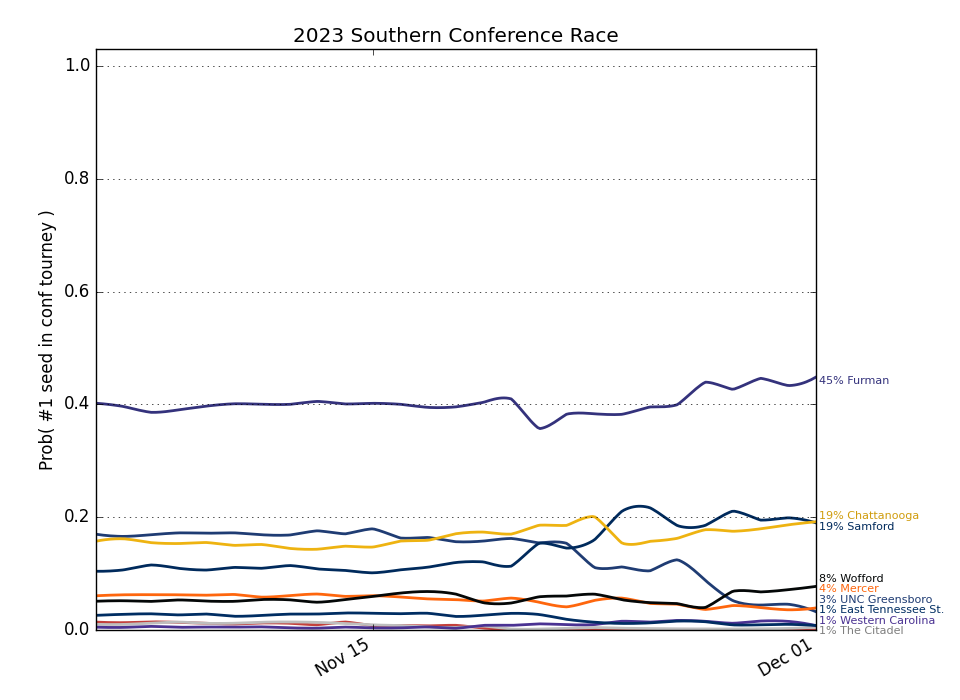 2023 Southern Conference Race
Prob( #1 seed in conf tourney )
1.0
0.8
0.6
0.4
0.2
0.0
Nov 15
Dec 01
45% Furman
19% Chattanooga
19% Samford
8% Wofford
4% Mercer
3% UNC Greensboro
1% East Tennessee St.
1% Western Carolina
1% The Citadel